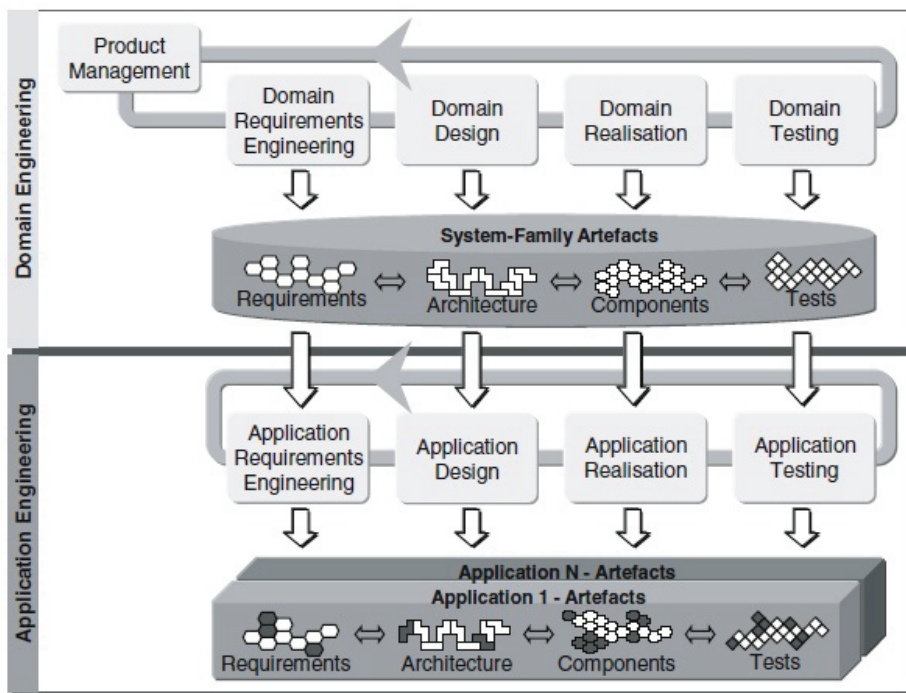 Domain Engineering
Product
Management
Domain
Requirements
Engineering
Domain
Design
Domain
Realisation
Domain
Testing
System-Family Artefacts
Requirements
Architecture
Components
Tests
Application Engineering
Application
Requirements
Engineering
Application
Design
Application
Realisation
Application
Testing
Application N - Artefacts
Application 1 - Artefacts
Requirements
Architecture
Components
Tests